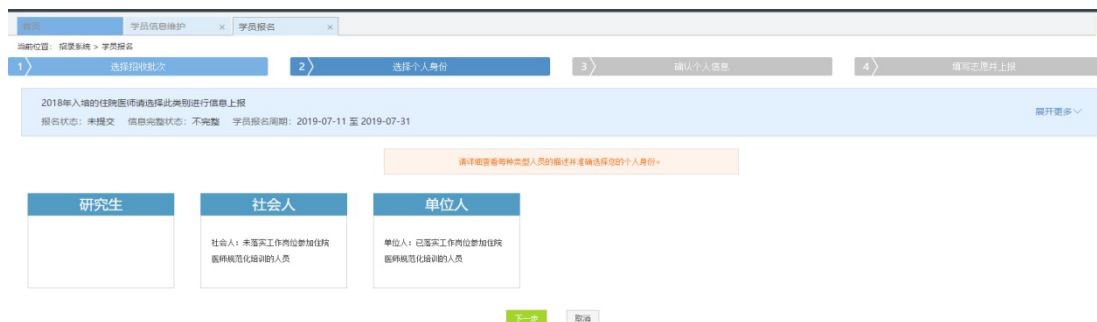 首页 学员信息维护 × 学员报名 ×
当前位置: 招录系统 > 学员报名
1 选择招收批次 2 选择个人身份 3 确认个人信息 4 填写志愿并上报
2018年入培的住院医师请选择此类别进行信息上报
报名状态: 未提交 信息完整状态: 不完整 学员报名周期: 2019-07-11 至 2019-07-31
展开更多
请详细查看每种类型人员的描述并准确选择您的个人身份。
研究生 社会人 单位人
社会人: 未落实工作岗位参加住院
医师规范化培训的人员
单位人: 已落实工作岗位参加住院
医师规范化培训的人员
下一步 取消